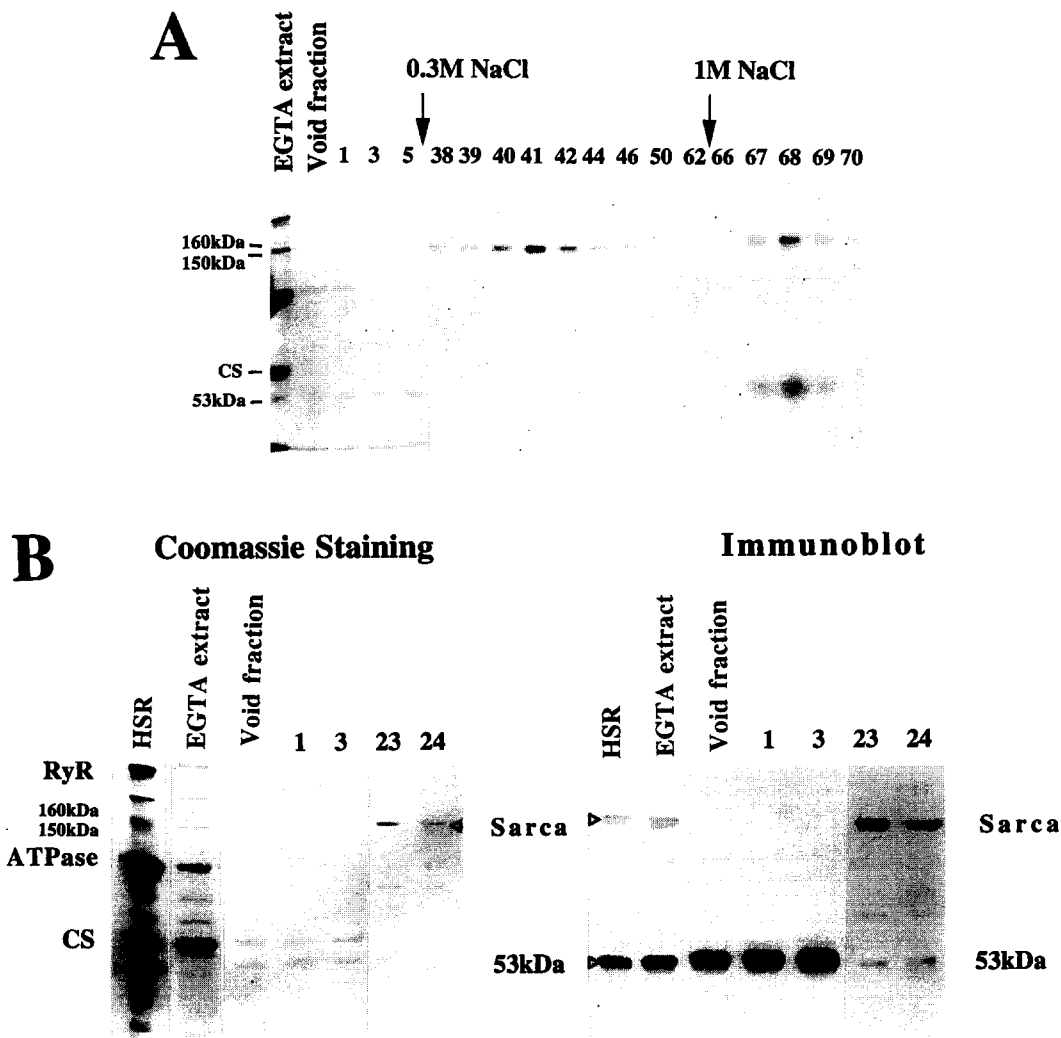 A
EGTA extract
Void fraction
0.3M NaCl
1M NaCl
1 3 5 38 39 40 41 42 44 46 50 62 66 67 68 69 70
160kDa
150kDa
CS
53kDa
B
Coomassie Staining
Immunoblot
HSR
EGTA extract
Void fraction
1 3 23 24
HSR
EGTA extract
Void fraction
1 3 23 24
RyR
160kDa
150kDa
ATPase
CS
Sarca
53kDa
Sarca
53kDa